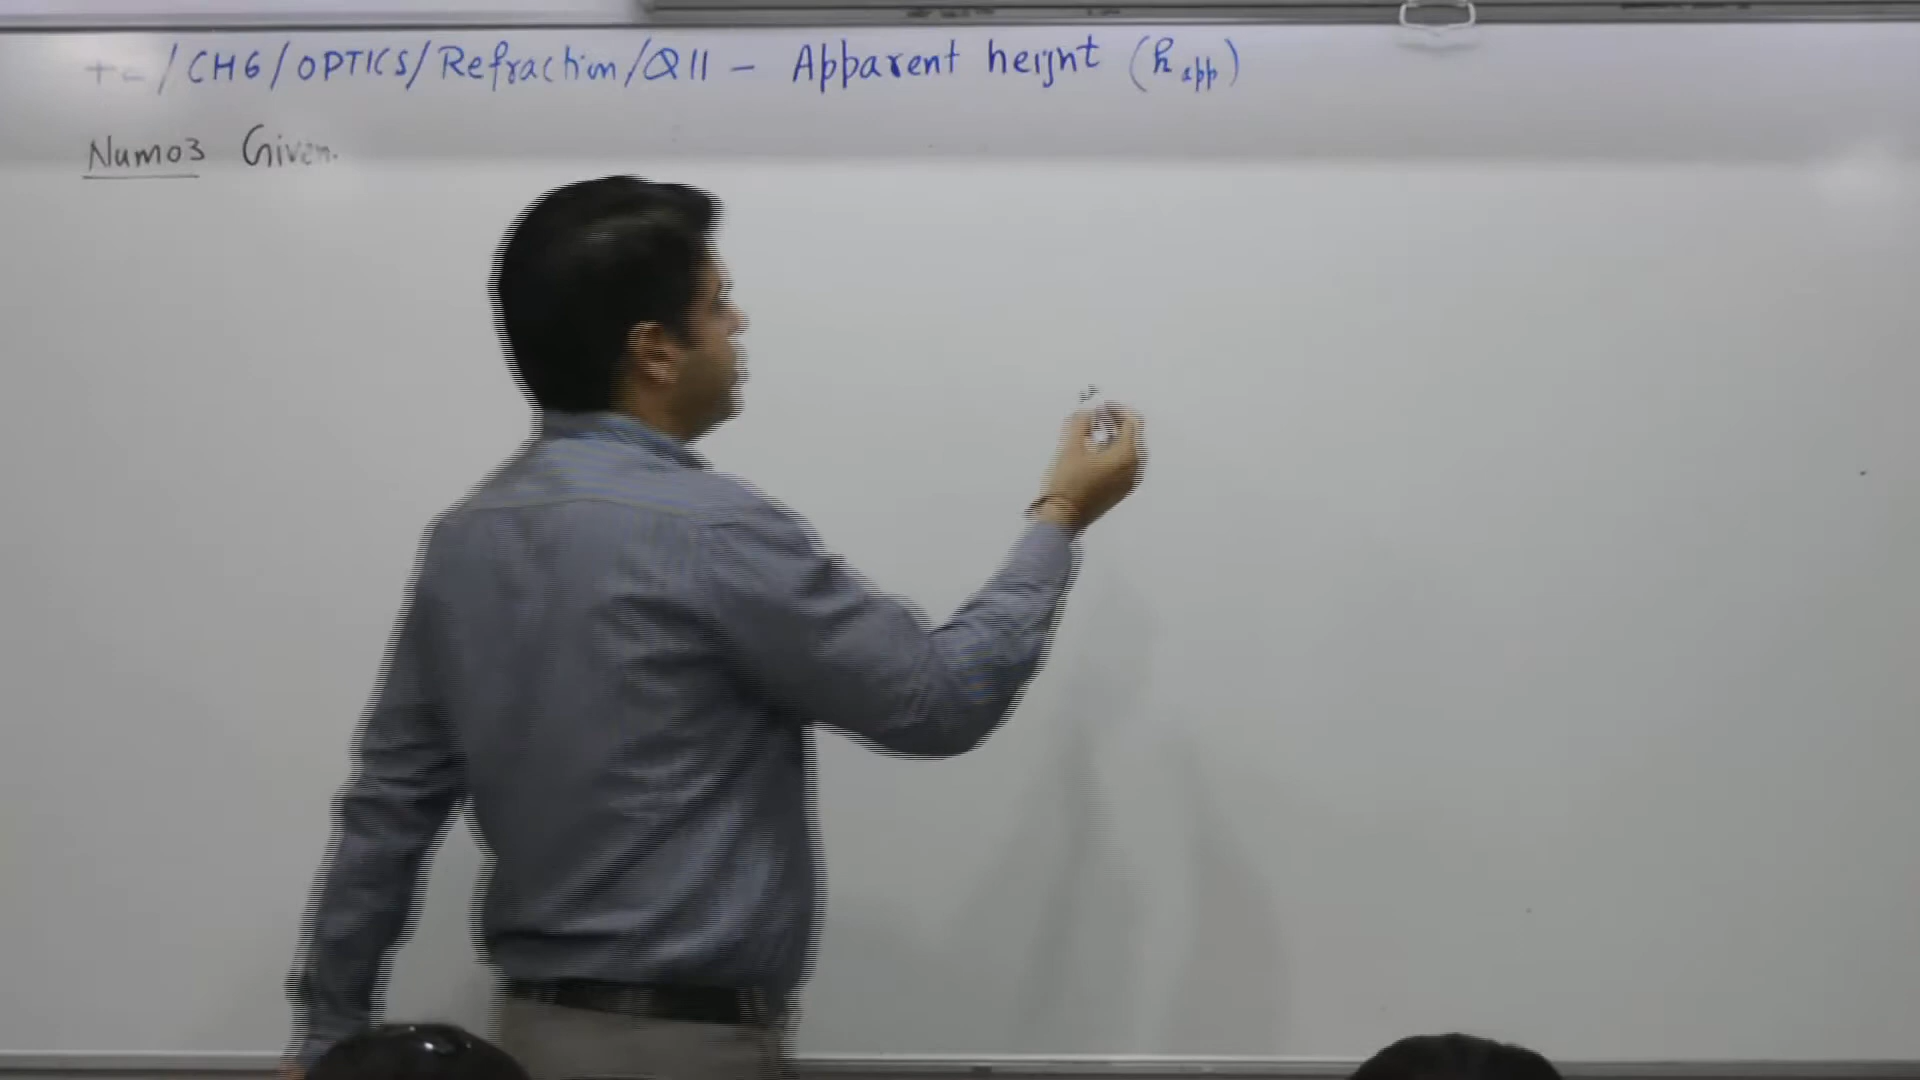 /CH6/OPTICS/Refraction/Q11 - Apparent height (h app)
Num03 Given.